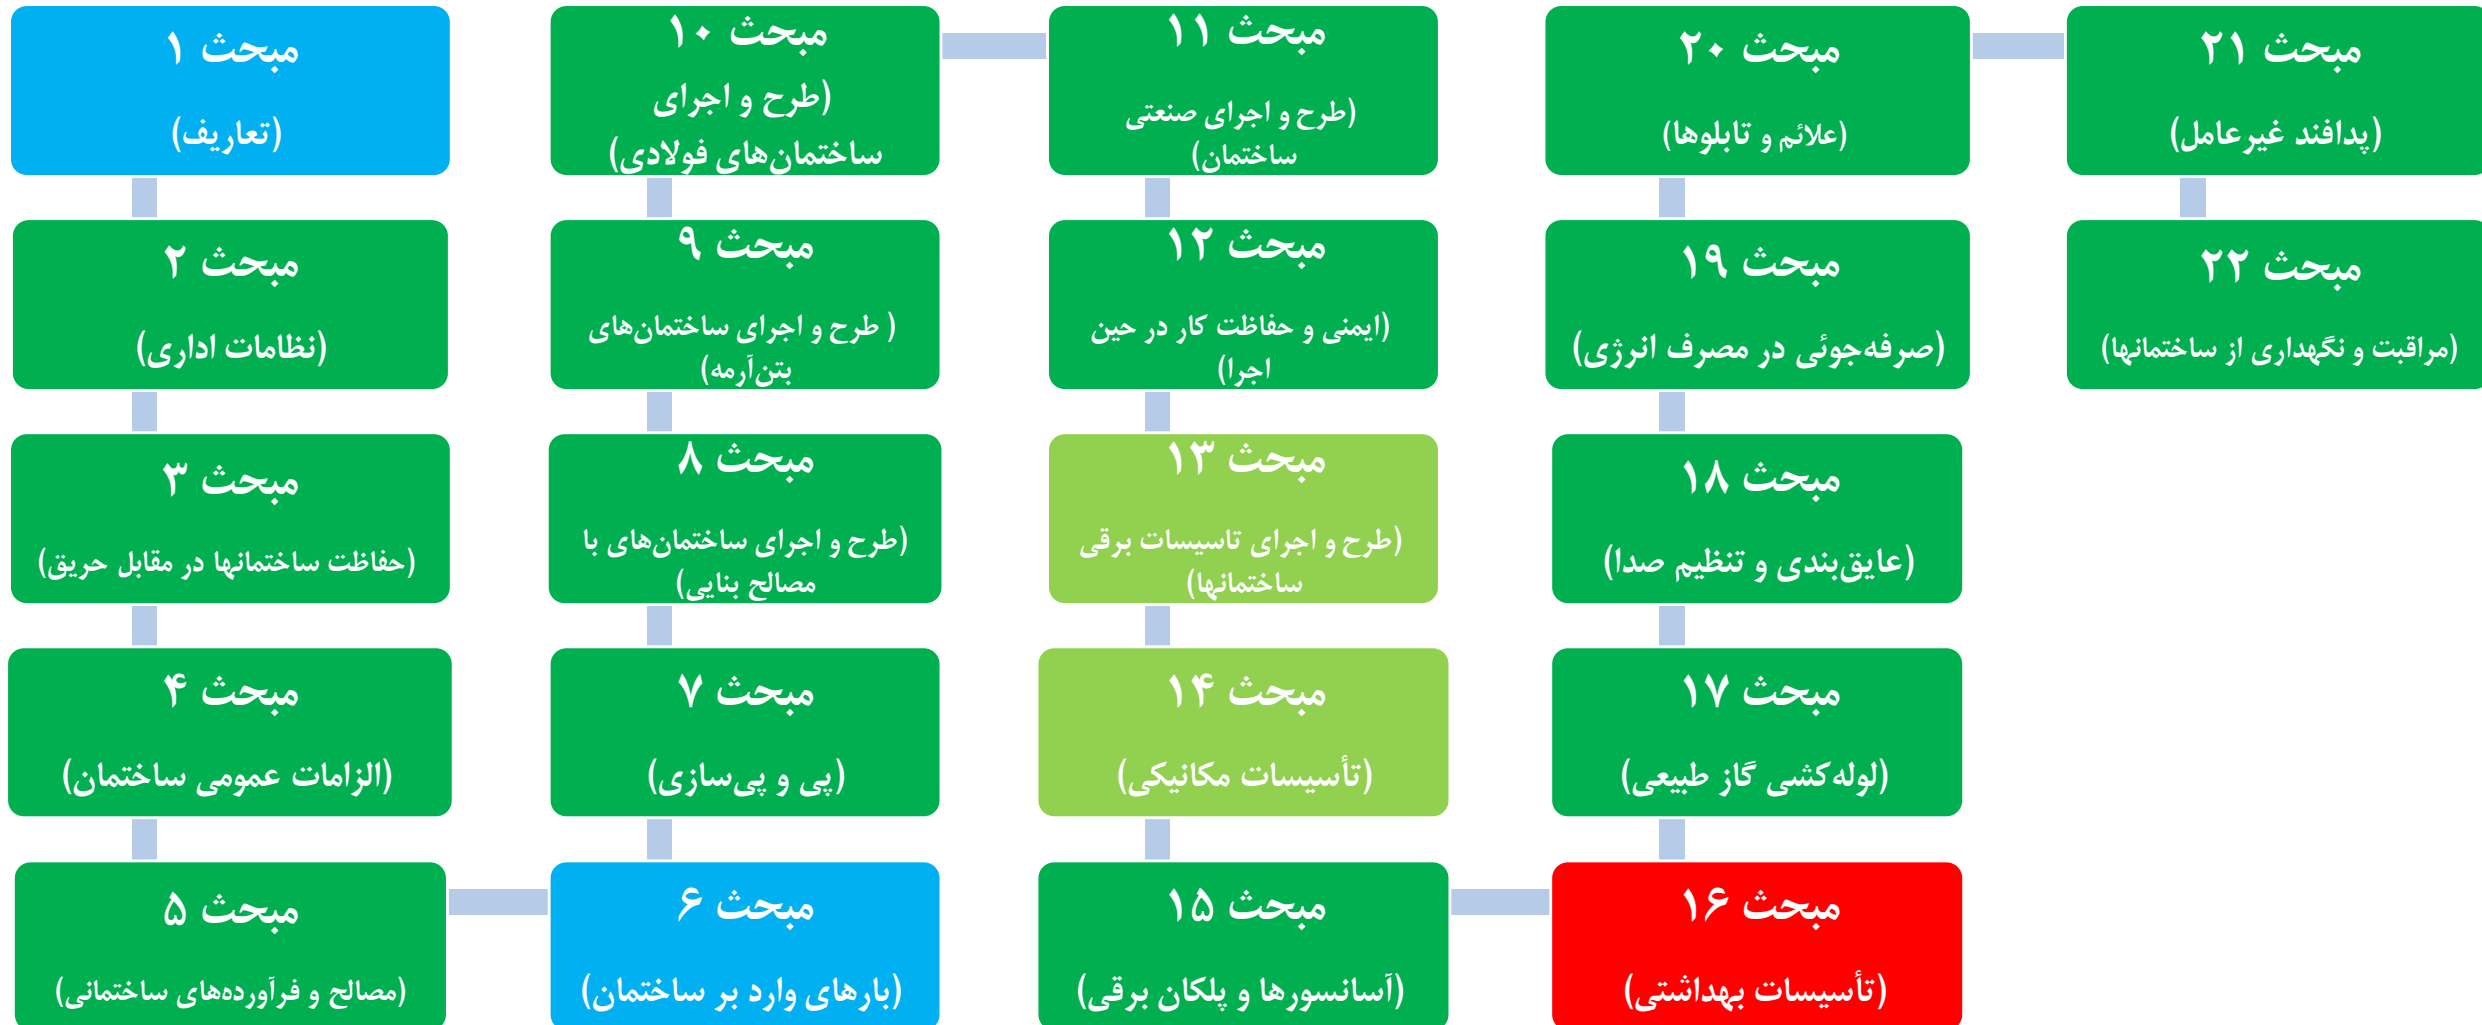 مبحث ۱
(تعاریف)
مبحث ۲
(نظامات اداری)
مبحث ۳
(حفاظت ساختمانها در مقابل حریق)
مبحث ۴
(الزامات عمومی ساختمان)
مبحث ۵
(مصالح و فرآورده‌های ساختمانی)
مبحث ۶
(بارهای وارد بر ساختمان)
مبحث ۷
(پی و پی‌سازی)
مبحث ۸
(طرح و اجرای ساختمان‌های با
مصالح بنایی)
مبحث ۹
( طرح و اجرای ساختمان‌های
بتن‌آرمه)
مبحث ۱۰
(طرح و اجرای
ساختمان‌های فولادی)
مبحث ۱۱
(طرح و اجرای صنعتی
ساختمان)
مبحث ۱۲
(ایمنی و حفاظت کار در حین
اجرا)
مبحث ۱۳
(طرح و اجرای تاسیسات برقی
ساختمانها)
مبحث ۱۴
(تأسیسات مکانیکی)
مبحث ۱۵
(آسانسورها و پلکان برقی)
مبحث ۱۶
(تأسیسات بهداشتی)
مبحث ۱۷
(لوله‌کشی گاز طبیعی)
مبحث ۱۸
(عایق‌بندی و تنظیم صدا)
مبحث ۱۹
(صرفه‌جوئی در مصرف انرژی)
مبحث ۲۰
(علائم و تابلوها)
مبحث ۲۱
(پدافند غیرعامل)
مبحث ۲۲
(مراقبت و نگهداری از ساختمانها)